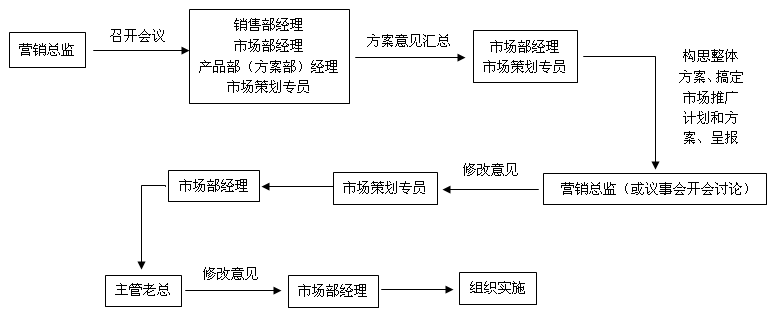 营销总监
召开会议
销售部经理
市场部经理
产品部（方案部）经理
市场策划专员
方案意见汇总
市场部经理
市场策划专员
构思整体
方案、搞定
市场推广
计划和方
案、呈报
市场部经理
市场策划专员
修改意见
营销总监（或议事会开会讨论）
主管老总
修改意见
市场部经理
组织实施